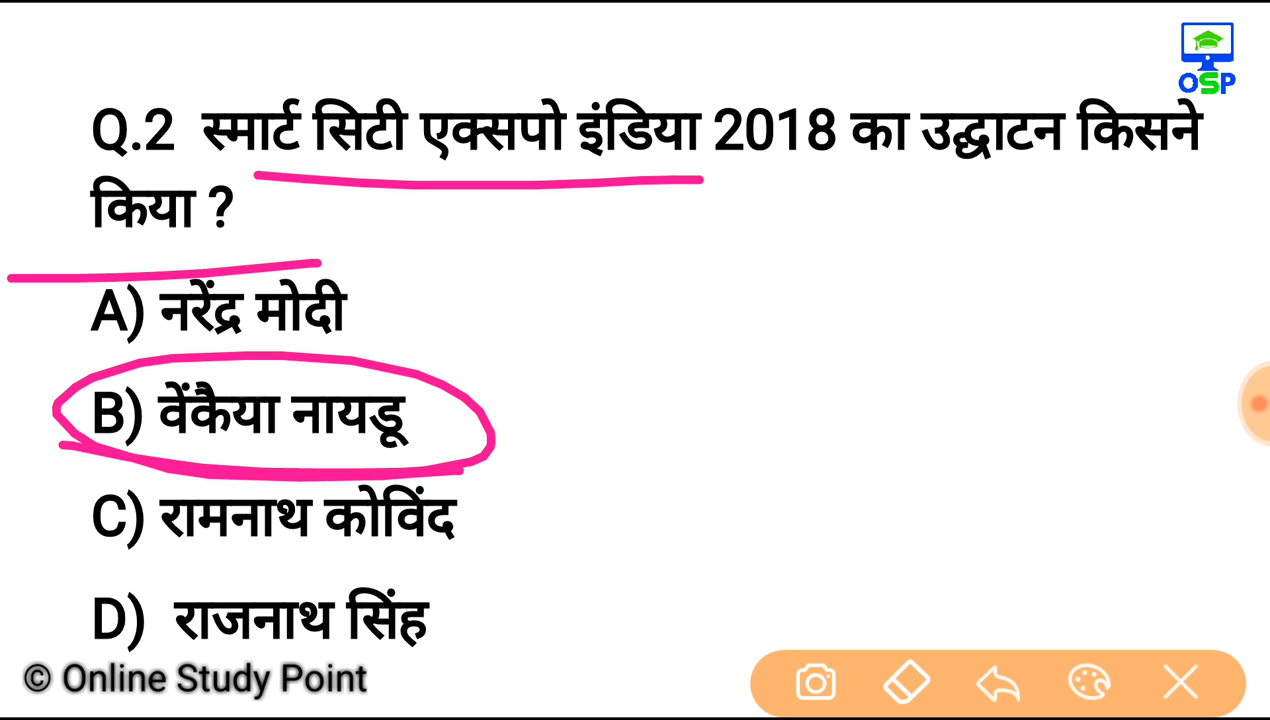 OSP
Q.2 स्मार्ट सिटी एक्सपो इंडिया 2018 का उद्घाटन किसने
किया ?
A) नरेंद्र मोदी
B) वेंकैया नायडू
C) रामनाथ कोविंद
D) राजनाथ सिंह
© Online Study Point